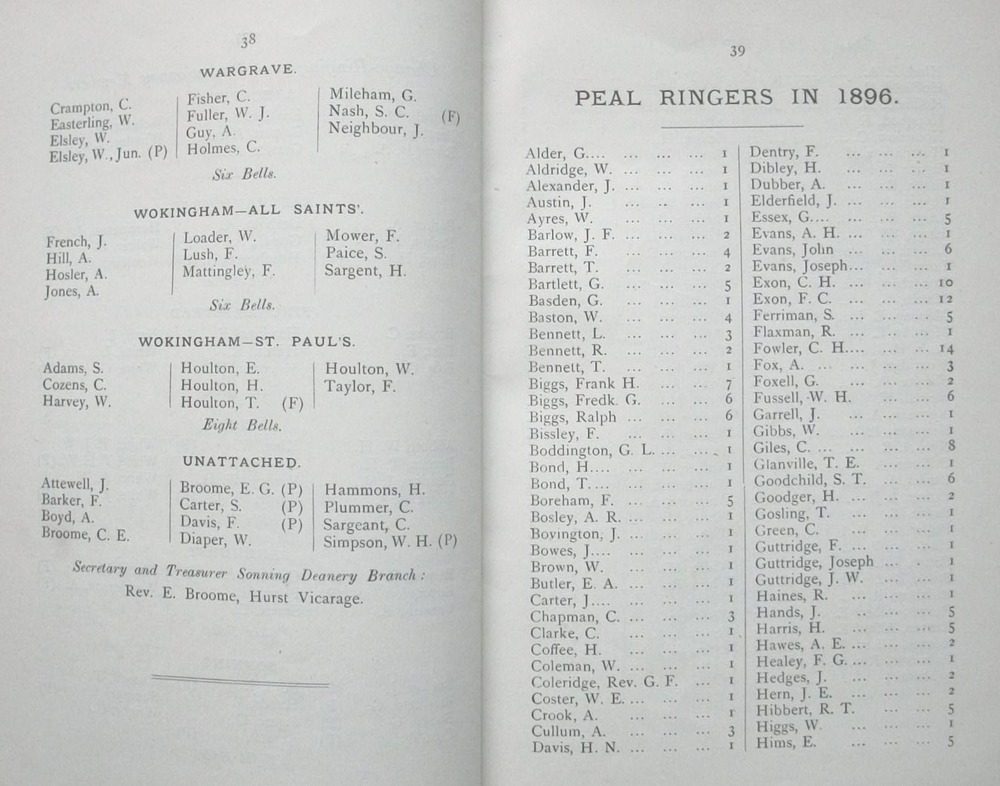 38
WARGRAVE.
Crampton, C.
Easterling, W.
Elsley, W.
Elsley, W., Jun. (P)
Fisher, C.
Fuller, W. J.
Guy, A.
Holmes, C.
Mileham, G.
Nash, S. C. (F)
Neighbour, J.
Six Bells.
WOKINGHAM—ALL SAINTS'.
French, J.
Hill, A.
Hosler, A.
Jones, A.
Loader, W.
Lush, F.
Mattingley, F.
Mower, F.
Paice, S.
Sargent, H.
Six Bells.
WOKINGHAM—ST. PAUL'S.
Adams, S.
Cozens, C.
Harvey, W.
Houlton, E.
Houlton, H.
Houlton, T. (F)
Houlton, W.
Taylor, F.
Eight Bells.
UNATTACHED.
Attewell, J.
Barker, F.
Boyd, A.
Broome, C. E.
Broome, E. G. (P)
Carter, S. (P)
Davis, F. (P)
Diaper, W.
Hammons, H.
Plummer, C.
Sargeant, C.
Simpson, W. H. (P)
Secretary and Treasurer Sonning Deanery Branch:
Rev. E. Broome, Hurst Vicarage.
39
PEAL RINGERS IN 1896.
Alder, G.... ... ... ... 1
Aldridge, W. ... ... ... 1
Alexander, J. ... ... ... 1
Austin, J. ... ... ... 1
Ayres, W. ... ... ... 1
Barlow, J. F. ... ... ... 2
Barrett, F. ... ... ... 4
Barrett, T. ... ... ... 2
Bartlett, G. ... ... ... 5
Basden, G. ... ... ... 1
Baston, W. ... ... ... 4
Bennett, L. ... ... ... 3
Bennett, R. ... ... ... 2
Bennett, T. ... ... ... 1
Biggs, Frank H. ... ... 7
Biggs, Fredk. G. ... ... 6
Biggs, Ralph ... ... ... 6
Bissley, F. ... ... ... 1
Boddington, G. L. ... ... 1
Bond, H.... ... ... ... 1
Bond, T.... ... ... ... 1
Boreham, F. ... ... ... 5
Bosley, A. R. ... ... ... 1
Bovington, J. ... ... ... 1
Bowes, J.... ... ... ... 1
Brown, W. ... ... ... 1
Butler, E. A. ... ... ... 1
Carter, J.... ... ... ... 1
Chapman, C. ... ... ... 3
Clarke, C. ... ... ... 1
Coffee, H. ... ... ... 1
Coleman, W. ... ... ... 1
Coleridge, Rev. G. F. ... ... 1
Coster, W. E. ... ... ... 1
Crook, A. ... ... ... 1
Cullum, A. ... ... ... 3
Davis, H. N. ... ... ... 1
Dentry, F. ... ... ... 1
Dibley, H. ... ... ... 1
Dubber, A. ... ... ... 1
Elderfield, J. ... ... ... 1
Essex, G.... ... ... ... 5
Evans, A. H. ... ... ... 1
Evans, John ... ... ... 6
Evans, Joseph... ... ... 1
Exon, C. H. ... ... ... 10
Exon, F. C. ... ... ... 12
Ferriman, S. ... ... ... 5
Flaxman, R. ... ... ... 1
Fowler, C. H.... ... ... 14
Fox, A. ... ... ... 3
Foxell, G. ... ... ... 2
Fussell, W. H. ... ... ... 6
Garrell, J. ... ... ... 1
Gibbs, W. ... ... ... 1
Giles, C. ... ... ... ... 8
Glanville, T. E. ... ... ... 1
Goodchild, S. T. ... ... ... 6
Goodger, H. ... ... ... 2
Gosling, T. ... ... ... 1
Green, C. ... ... ... 1
Guttridge, F. ... ... ... 1
Guttridge, Joseph ... ... 1
Guttridge, J. W. ... ... ... 1
Haines, R. ... ... ... 1
Hands, J. ... ... ... 5
Harris, H. ... ... ... 5
Hawes, A. E. ... ... ... 2
Healey, F. G. ... ... ... 1
Hedges, J. ... ... ... 2
Hern, J. E. ... ... ... 2
Hibbert, R. T. ... ... ... 5
Higgs, W. ... ... ... 1
Hims, E. ... ... ... 5